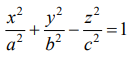 x²/a² + y²/b² − z²/c² = 1